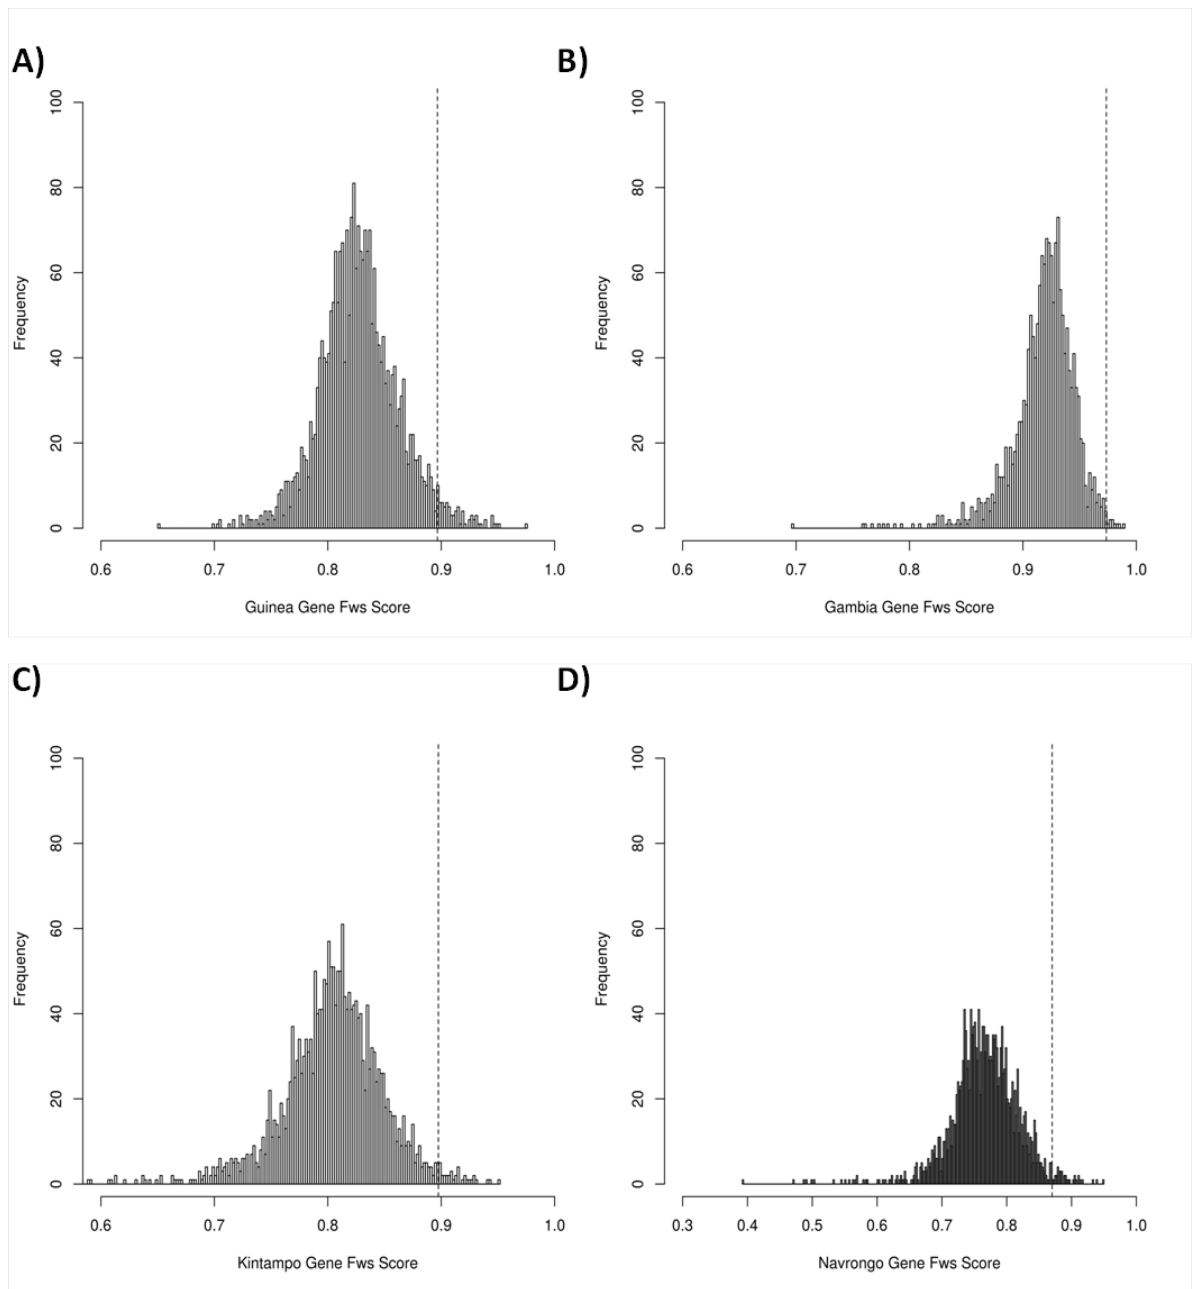 A)
B)
100
80
60
40
20
0
Frequency
0.6 0.7 0.8 0.9 1.0
Guinea Gene Fws Score
100
80
60
40
20
0
Frequency
0.6 0.7 0.8 0.9 1.0
Gambia Gene Fws Score
C)
D)
100
80
60
40
20
0
Frequency
0.6 0.7 0.8 0.9 1.0
Kintampo Gene Fws Score
100
80
60
40
20
0
Frequency
0.3 0.4 0.5 0.6 0.7 0.8 0.9 1.0
Navrongo Gene Fws Score